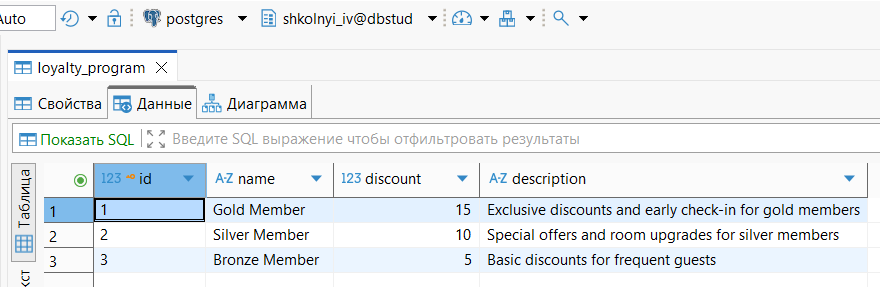 Auto postgres shkolnyi_iv@dbstud
loyalty_program
Свойства Данные Диаграмма
Показать SQL Введите SQL выражение чтобы отфильтровать результаты
Таблица
123 id A-Z name 123 discount A-Z description
1 1 Gold Member 15 Exclusive discounts and early check-in for gold members
2 2 Silver Member 10 Special offers and room upgrades for silver members
3 3 Bronze Member 5 Basic discounts for frequent guests